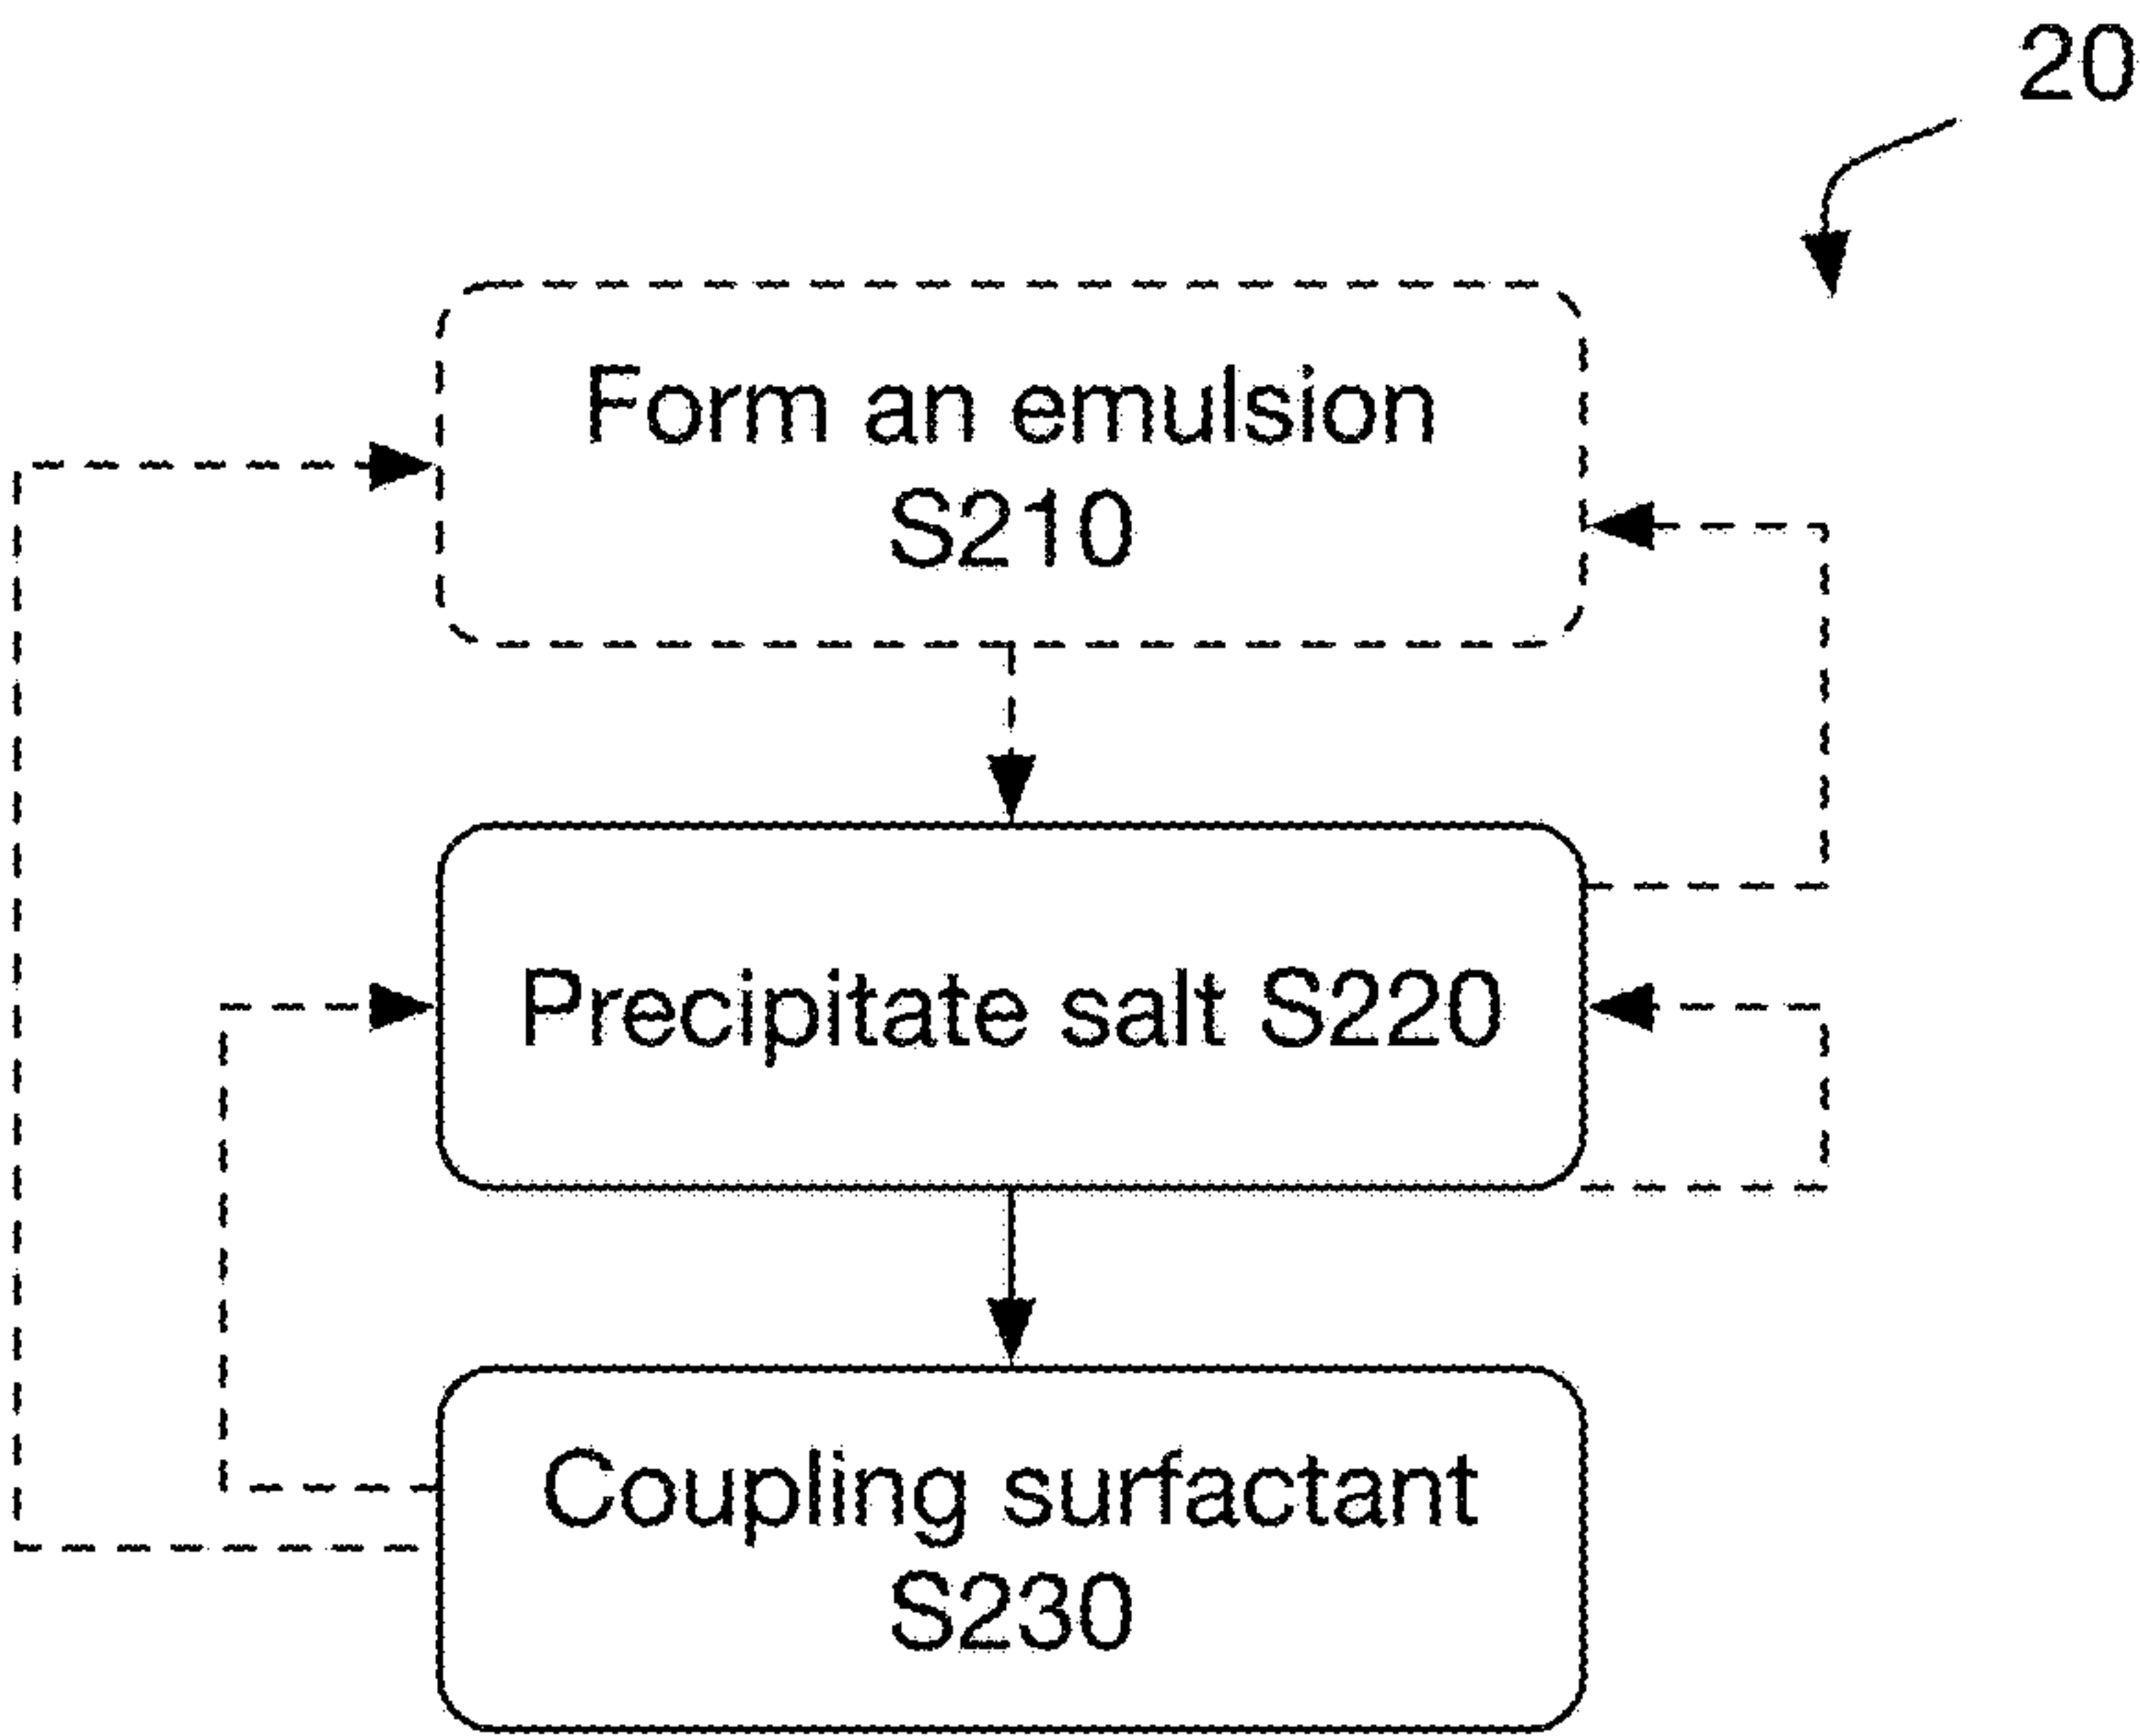 20
Form an emulsion
S210
Precipitate salt S220
Coupling surfactant
S230